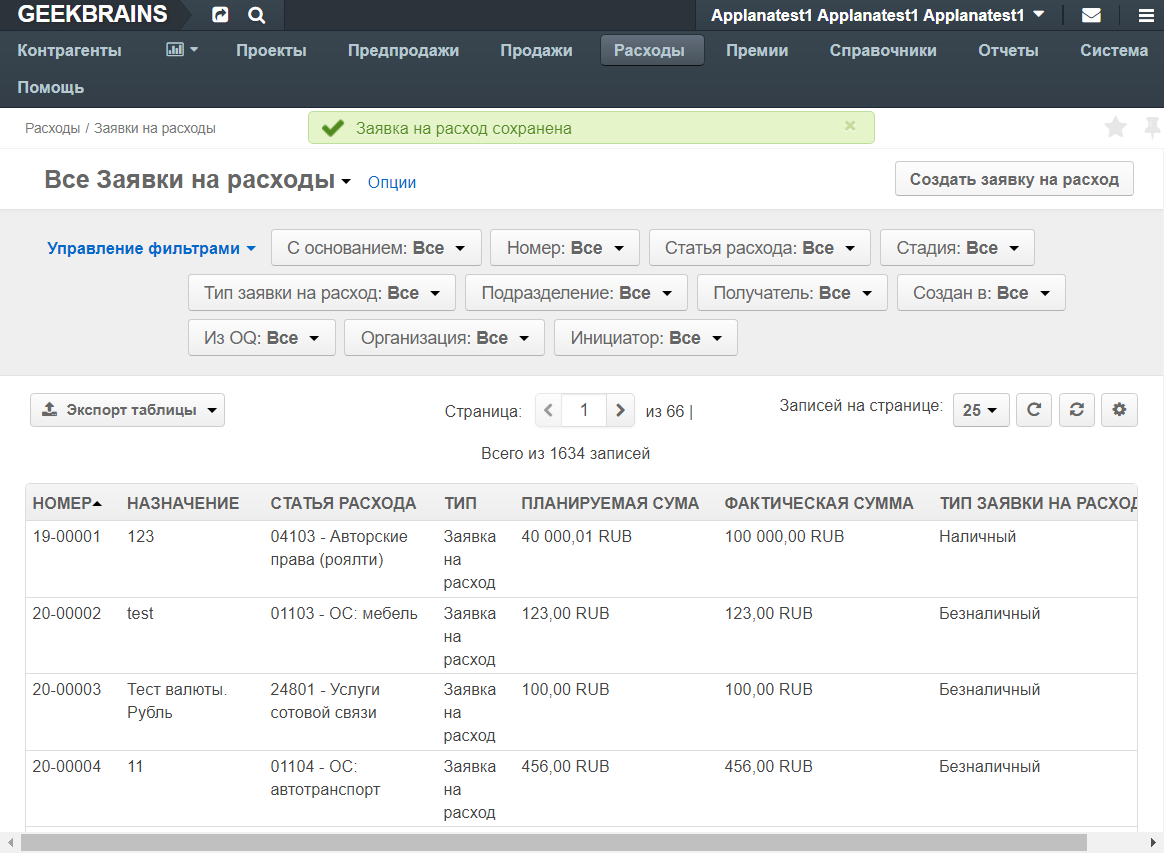 GEEKBRAINS
Applanatest1 Applanatest1 Applanatest1
Контрагенты Проекты Предпродажи Продажи Расходы Премии Справочники Отчеты Система
Помощь
Расходы / Заявки на расходы
Заявка на расход сохранена
Все Заявки на расходы Опции
Создать заявку на расход
Управление фильтрами С основанием: Все Номер: Все Статья расхода: Все Стадия: Все
Тип заявки на расход: Все Подразделение: Все Получатель: Все Создан в: Все
Из OQ: Все Организация: Все Инициатор: Все
Экспорт таблицы Страница: 1 из 66 | Записей на странице: 25
Всего из 1634 записей
НОМЕР НАЗНАЧЕНИЕ СТАТЬЯ РАСХОДА ТИП ПЛАНИРУЕМАЯ СУМА ФАКТИЧЕСКАЯ СУММА ТИП ЗАЯВКИ НА РАСХОД
19-00001 123 04103 - Авторские Заявка 40 000,01 RUB 100 000,00 RUB Наличный
права (роялти) на
расход
20-00002 test 01103 - ОС: мебель Заявка 123,00 RUB 123,00 RUB Безналичный
на
расход
20-00003 Тест валюты. 24801 - Услуги Заявка 100,00 RUB 100,00 RUB Безналичный
Рубль сотовой связи на
расход
20-00004 11 01104 - ОС: Заявка 456,00 RUB 456,00 RUB Безналичный
автотранспорт на
расход